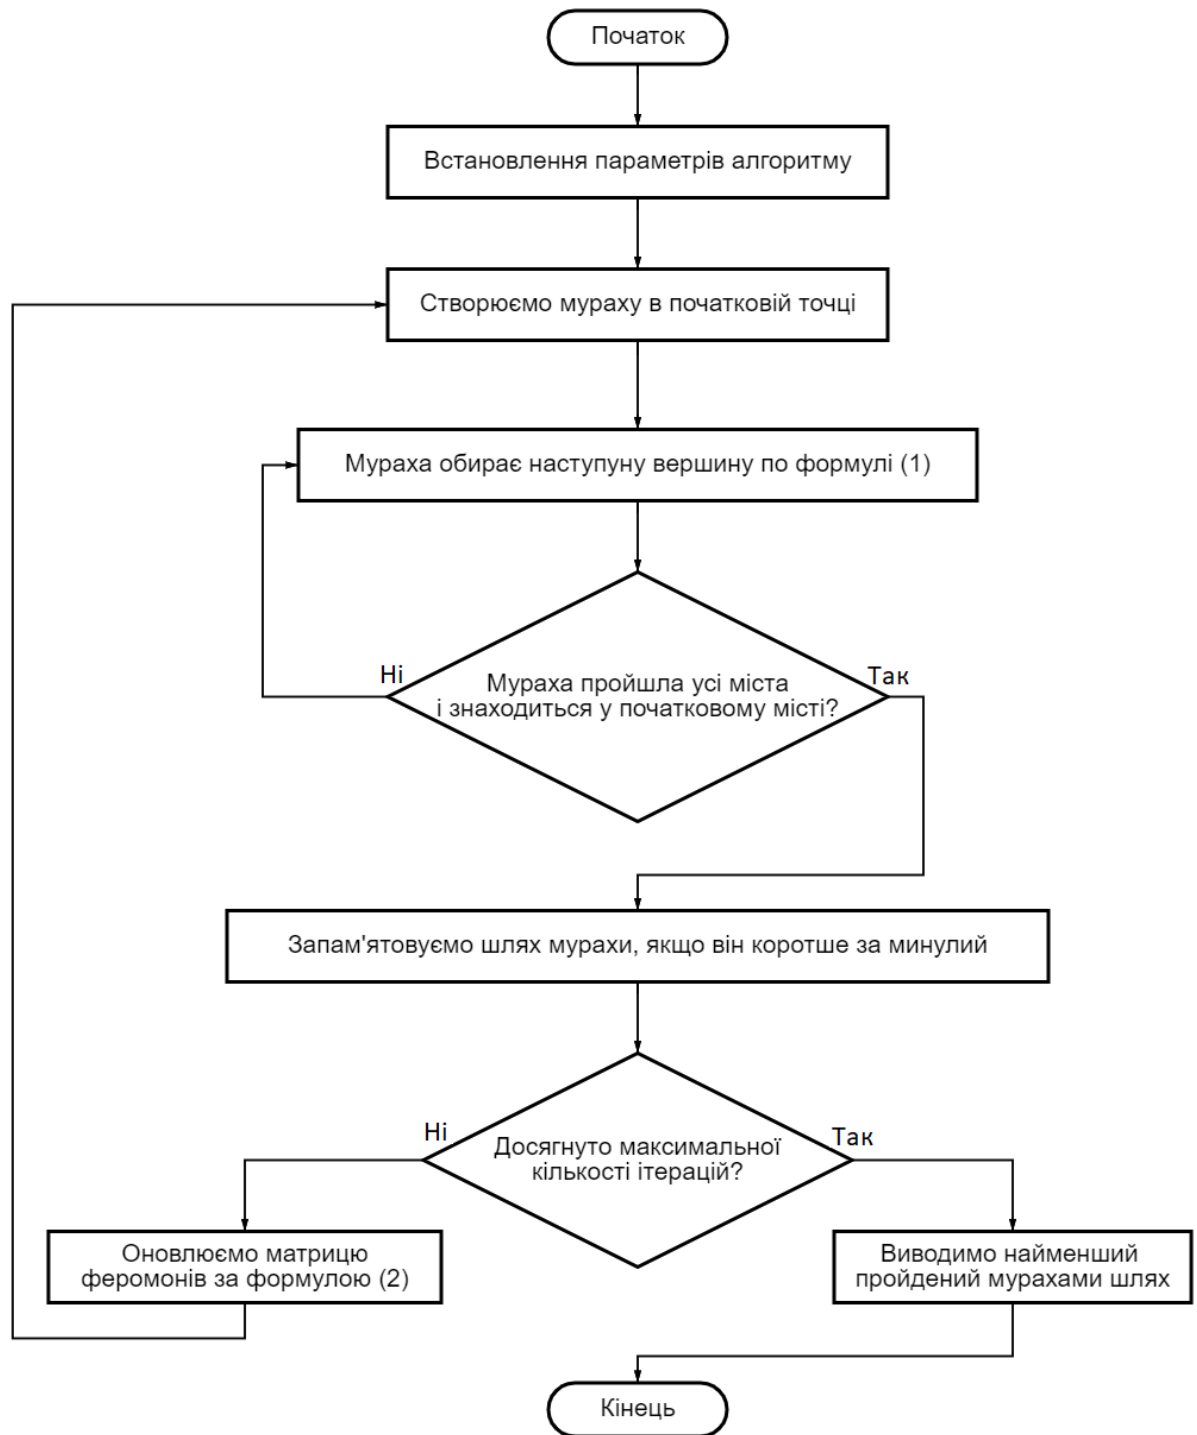 Початок
Встановлення параметрів алгоритму
Створюємо мураху в початковій точці
Мураха обирає наступуну вершину по формулі (1)
Ні
Так
Мураха пройшла усі міста
і знаходиться у початковому місті?
Запам'ятовуємо шлях мурахи, якщо він коротше за минулий
Ні
Так
Досягнуто максимальної
кількості ітерацій?
Оновлюємо матрицю
феромонів за формулою (2)
Виводимо найменший
пройдений мурахами шлях
Кінець